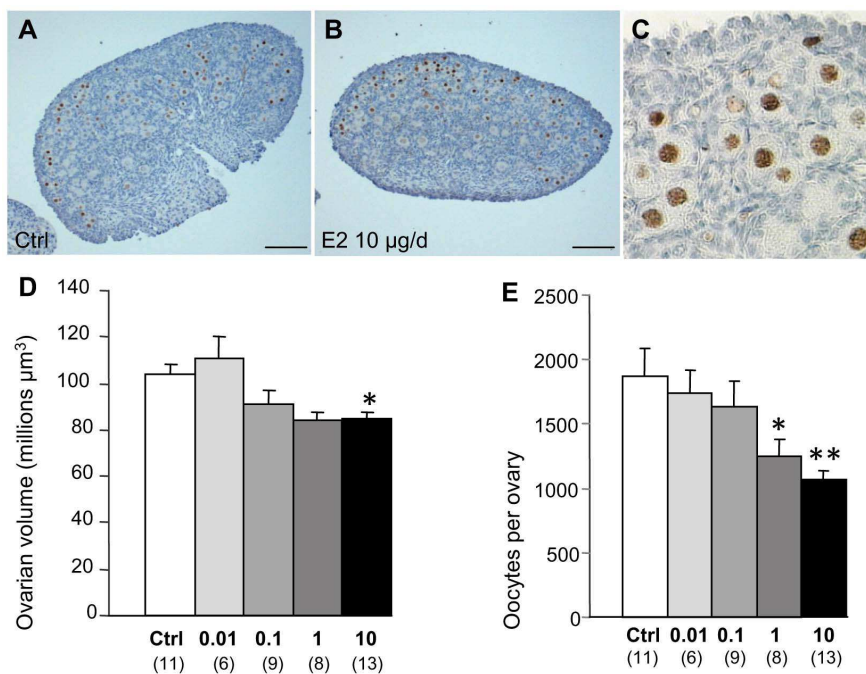 A
B
C
Ctrl
E2 10 µg/d
D
Ovarian volume (millions µm³)
140
120
100
80
60
40
20
0
*
Ctrl 0.01 0.1 1 10
(11) (6) (9) (8) (13)
E
Oocytes per ovary
2500
2000
1500
1000
500
0
*
**
Ctrl 0.01 0.1 1 10
(11) (6) (9) (8) (13)